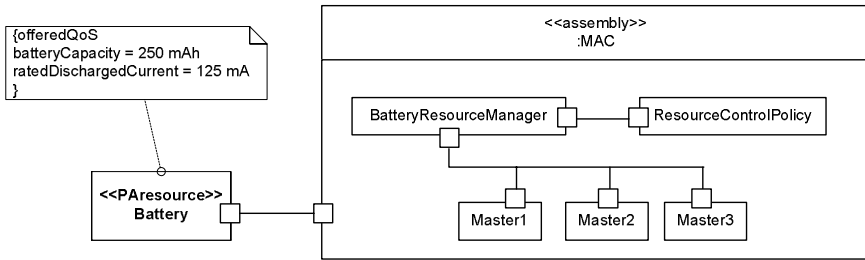 {offeredQoS
batteryCapacity = 250 mAh
ratedDischargedCurrent = 125 mA
}
<<assembly>>
:MAC
BatteryResourceManager
ResourceControlPolicy
<<PAresource>>
Battery
Master1
Master2
Master3